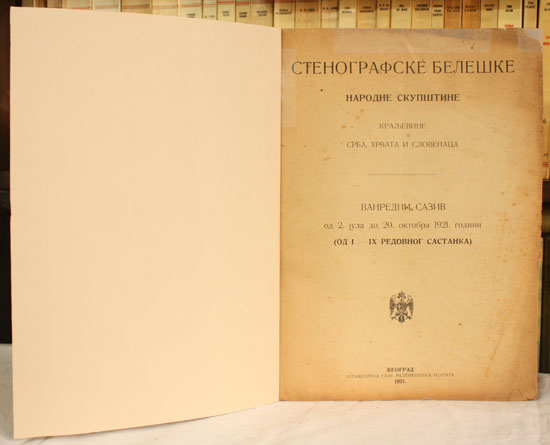 СТЕНОГРАФСКЕ БЕЛЕШКЕ
НАРОДНЕ СКУПШТИНЕ
КРАЉЕВИНЕ
СРБА, ХРВАТА И СЛОВЕНАЦА
ВАНРЕДНИ, САЗИВ
од 2. јула до 20. октобра 1921. години
(ОД I — IX РЕДОВНОГ САСТАНКА)
БЕОГРАД
1921.